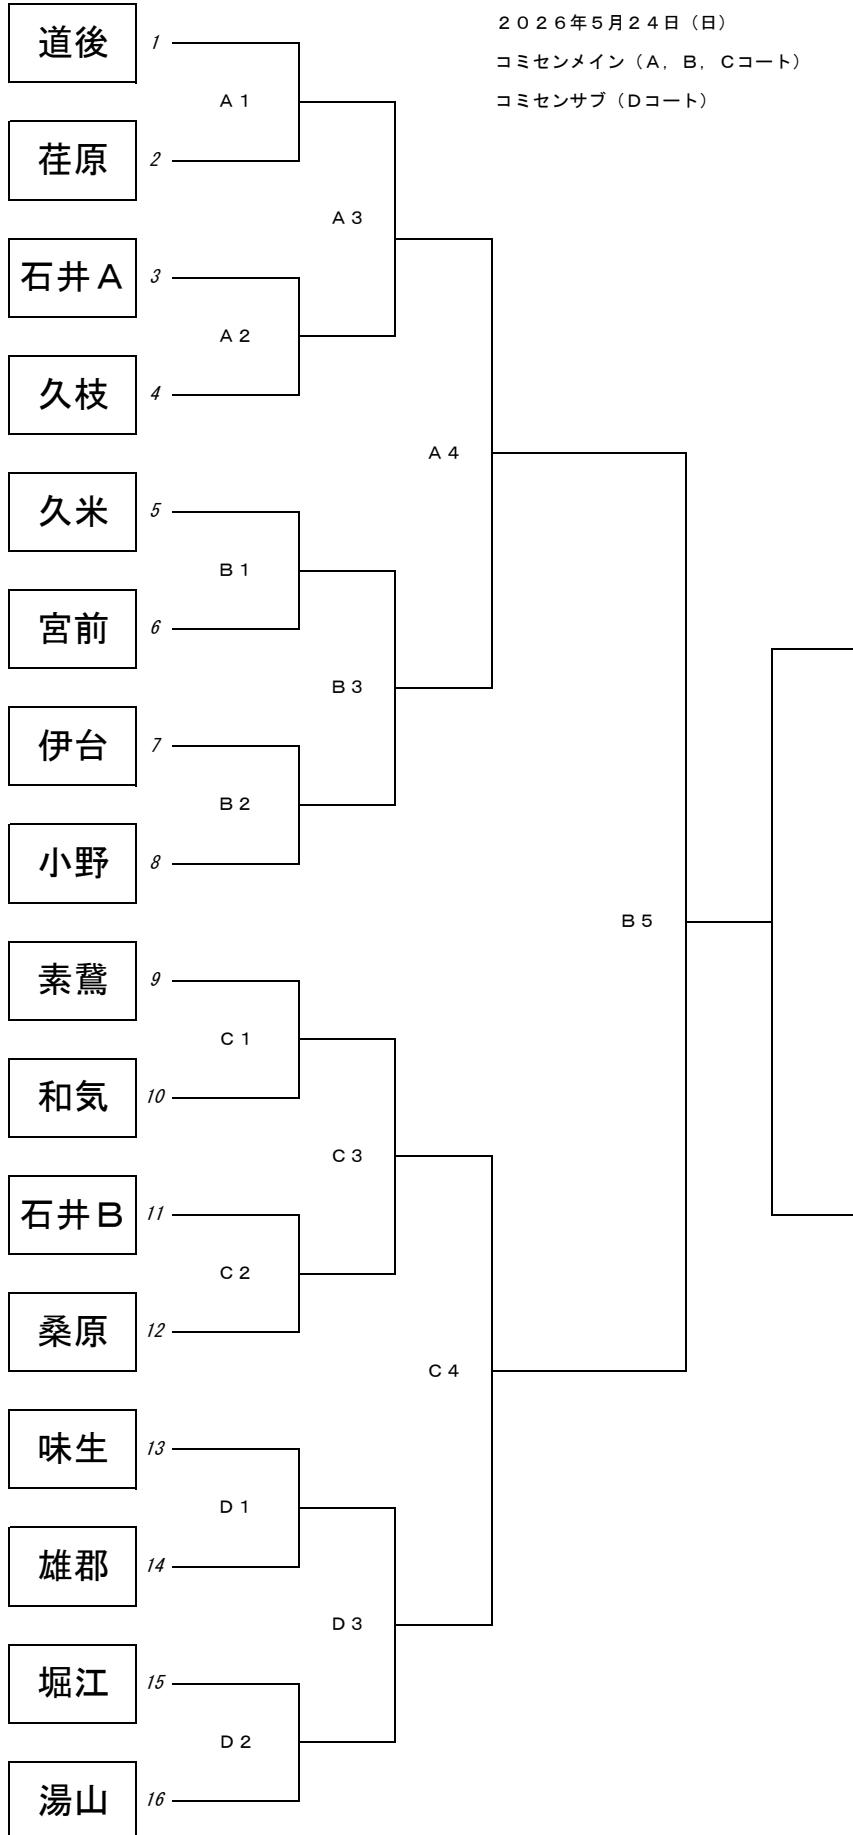 ２０２６年５月２４日（日）
コミセンメイン（Ａ，Ｂ，Ｃコート）
コミセンサブ（Ｄコート）
道後 1
Ａ１
荏原 2
Ａ３
石井Ａ 3
Ａ２
久枝 4
Ａ４
久米 5
Ｂ１
宮前 6
Ｂ３
伊台 7
Ｂ２
小野 8
Ｂ５
素鵞 9
Ｃ１
和気 10
Ｃ３
石井Ｂ 11
Ｃ２
桑原 12
Ｃ４
味生 13
Ｄ１
雄郡 14
Ｄ３
堀江 15
Ｄ２
湯山 16